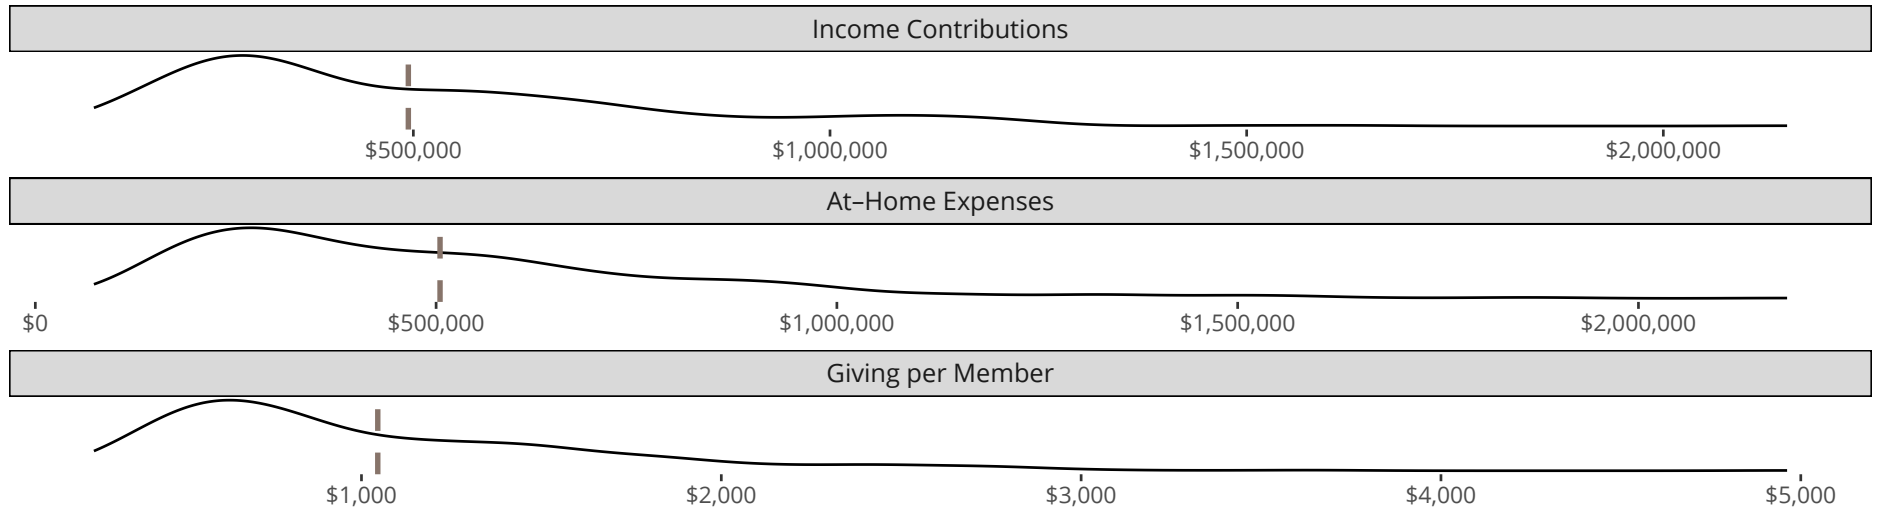 Income Contributions
$500,000 $1,000,000 $1,500,000 $2,000,000
At–Home Expenses
$0 $500,000 $1,000,000 $1,500,000 $2,000,000
Giving per Member
$1,000 $2,000 $3,000 $4,000 $5,000